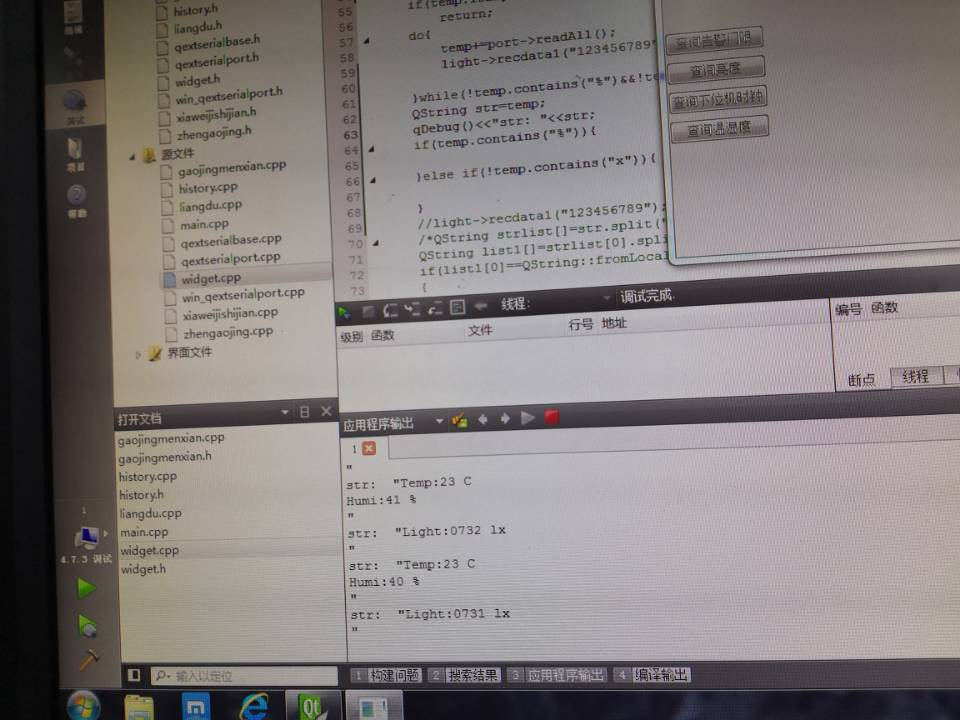 history.h
liangdu.h
qextserialbase.h
qextserialport.h
widget.h
win_qextserialport.h
xiaweijishijian.h
zhengaojing.h
源文件
gaojingmenxian.cpp
history.cpp
liangdu.cpp
main.cpp
qextserialbase.cpp
qextserialport.cpp
widget.cpp
win_qextserialport.cpp
xiaweijishijian.cpp
zhengaojing.cpp
界面文件
编辑
调试
项目
帮助
55
56 return;
57 do{
58 temp+=port->readAll();
59 light->recdata1("123456789"
60
61 }while(!temp.contains("%")&&!te
62 QString str=temp;
63 qDebug()<<"str: "<<str;
64 if(temp.contains("%")){
65
66 }else if(!temp.contains("x")){
67
68 }
69 //light->recdata1("123456789");
70 /*QString strlist[]=str.split("
71 QString list1[]=strlist[0].spli
72 if(list1[0]==QString::fromLoca
73 {
查询告警门限
查询亮度
查询下位机时钟
查询温湿度
线程:
调试完成.
级别 函数 文件 行号 地址
编号 函数
断点 线程
打开文档
gaojingmenxian.cpp
gaojingmenxian.h
history.cpp
history.h
liangdu.cpp
main.cpp
widget.cpp
widget.h
1
4.7.3 调试
应用程序输出
1
"
str: "Temp:23 C
Humi:41 %
"
str: "Light:0732 lx
"
str: "Temp:23 C
Humi:40 %
"
str: "Light:0731 lx
"
输入以定位
1 构建问题 2 搜索结果 3 应用程序输出 4 编译输出
Qt